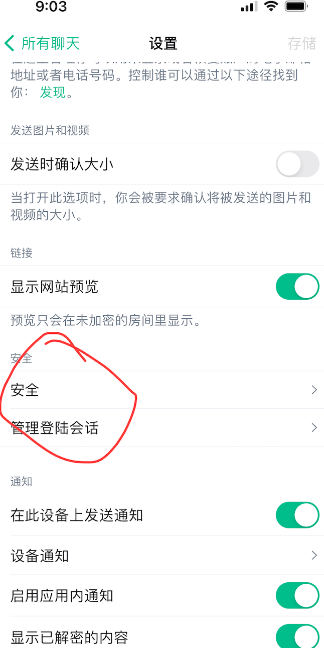 9:03
所有聊天 设置 存储
地址或者电话号码。控制谁可以通过以下途径找到
你： 发现。
发送图片和视频
发送时确认大小
当打开此选项时，你会被要求确认将被发送的图片和
视频的大小。
链接
显示网站预览
预览只会在未加密的房间里显示。
安全
安全
管理登陆会话
通知
在此设备上发送通知
设备通知
启用应用内通知
显示已解密的内容